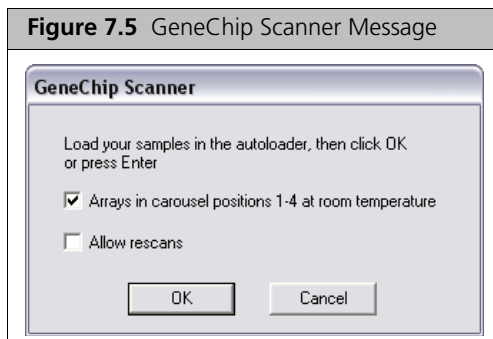 Figure 7.5 GeneChip Scanner Message
GeneChip Scanner
Load your samples in the autoloader, then click OK
or press Enter
Arrays in carousel positions 1-4 at room temperature
Allow rescans
OK Cancel